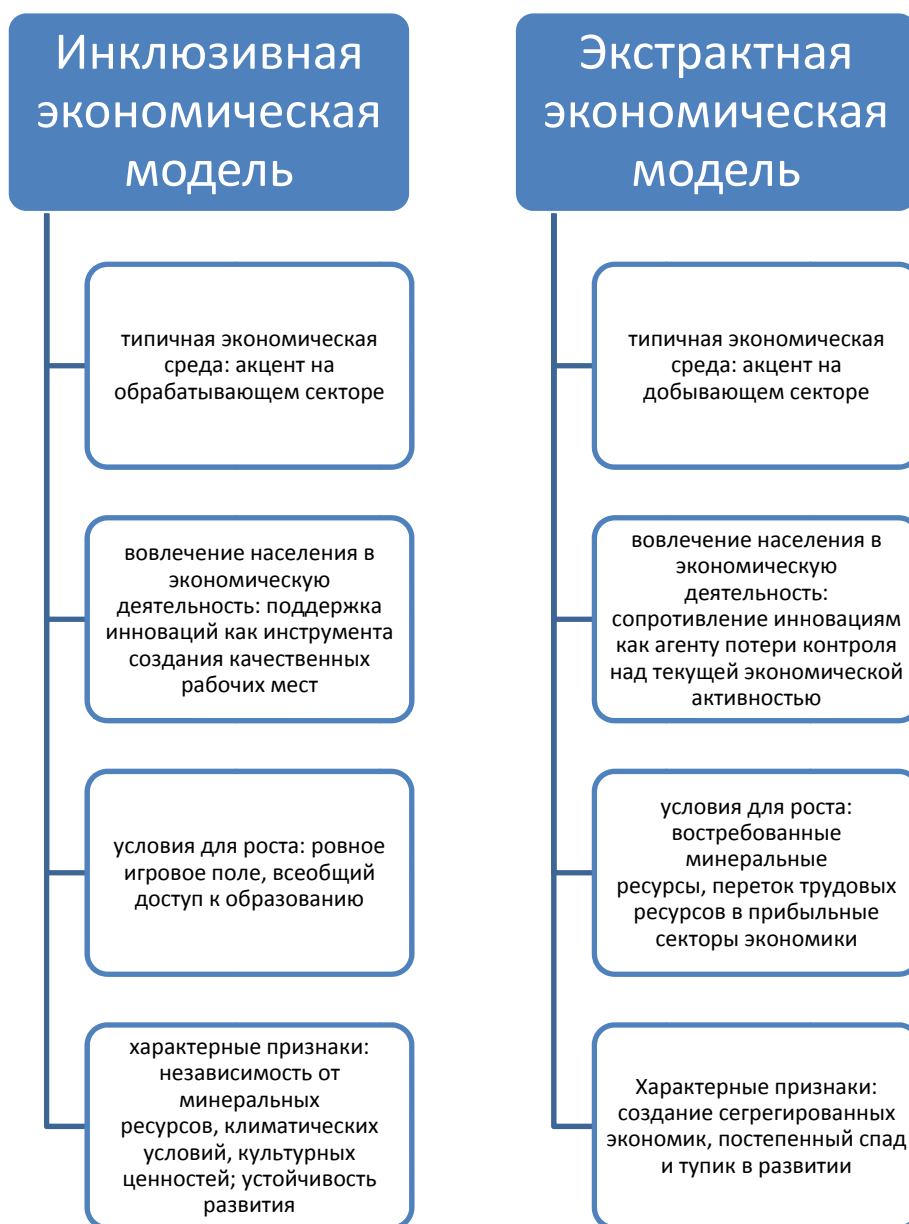 Инклюзивная
экономическая
модель
типичная экономическая
среда: акцент на
обрабатывающем секторе
вовлечение населения в
экономическую
деятельность: поддержка
инноваций как инструмента
создания качественных
рабочих мест
условия для роста: ровное
игровое поле, всеобщий
доступ к образованию
характерные признаки:
независимость от
минеральных
ресурсов, климатических
условий, культурных
ценностей; устойчивость
развития
Экстрактная
экономическая
модель
типичная экономическая
среда: акцент на
добывающем секторе
вовлечение населения в
экономическую
деятельность:
сопротивление инновациям
как агенту потери контроля
над текущей экономической
активностью
условия для роста:
востребованные
минеральные
ресурсы, переток трудовых
ресурсов в прибыльные
секторы экономики
Характерные признаки:
создание сегрегированных
экономик, постепенный спад
и тупик в развитии